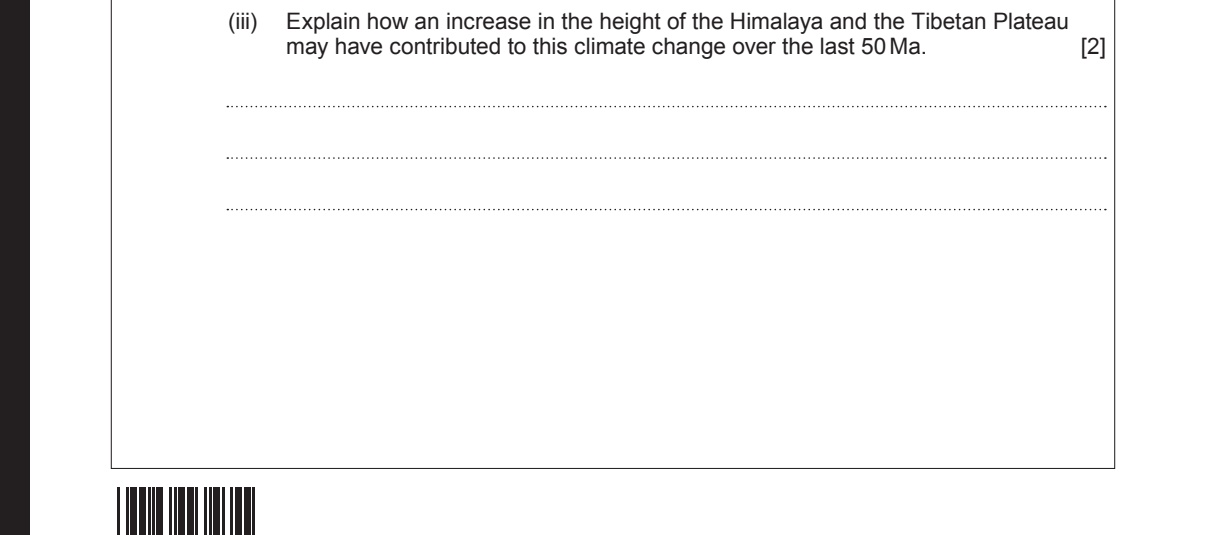 (iii) Explain how an increase in the height of the Himalaya and the Tibetan Plateau
may have contributed to this climate change over the last 50 Ma. [2]